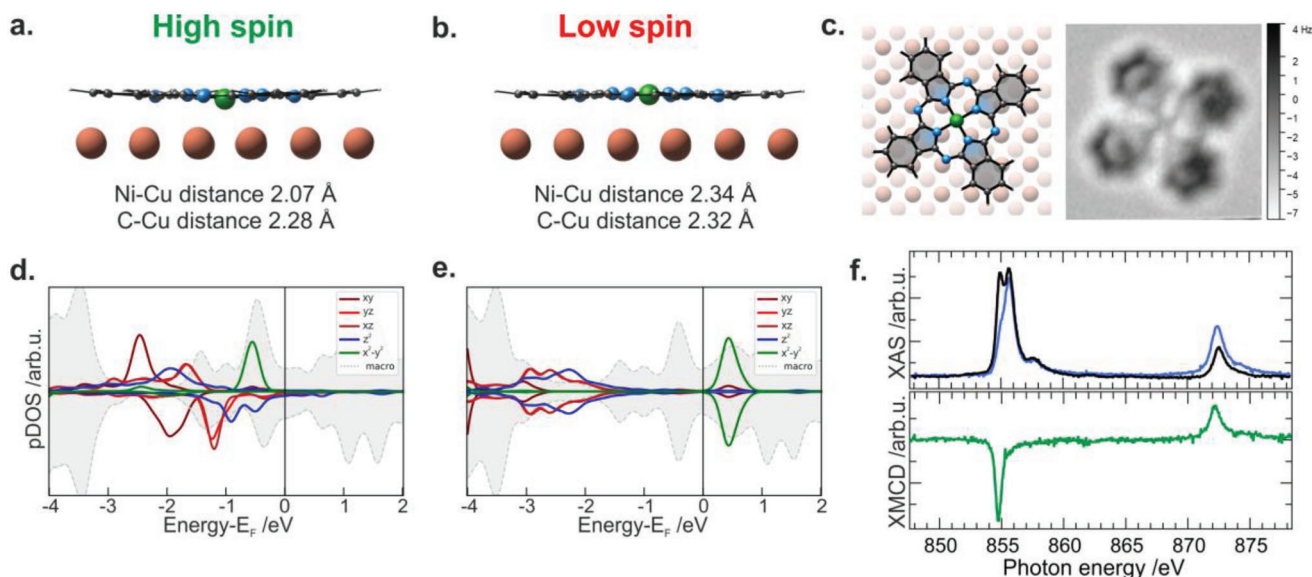 a. High spin
b. Low spin
c.
4 Hz
2
1
0
−1
−2
−3
−4
−5
−7
Ni-Cu distance 2.07 Å
C-Cu distance 2.28 Å
Ni-Cu distance 2.34 Å
C-Cu distance 2.32 Å
d.
pDOS /arb.u.
xy
yz
xz
z²
x²-y²
macro
-4 -3 -2 -1 0 1 2
Energy-E_F /eV
e.
xy
yz
xz
z²
x²-y²
macro
-4 -3 -2 -1 0 1 2
Energy-E_F /eV
f.
XAS /arb.u.
XMCD /arb.u.
850 855 860 865 870 875
Photon energy /eV